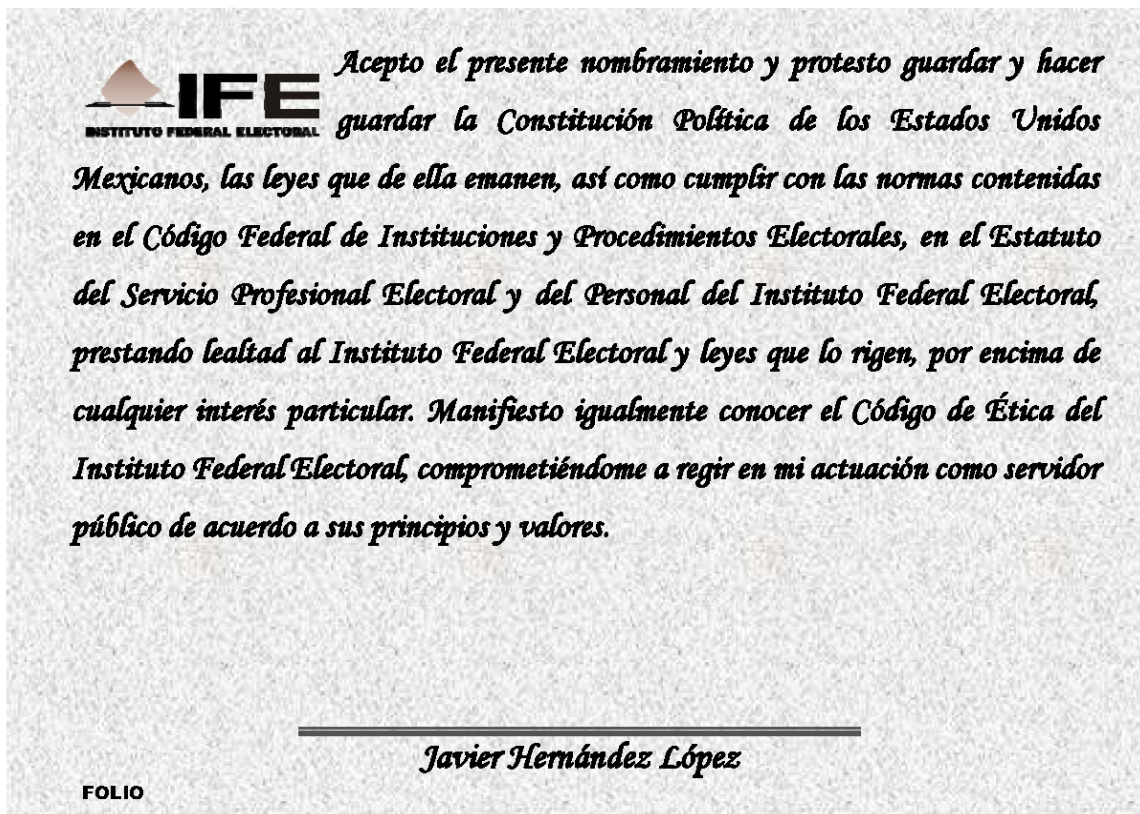 IFE
INSTITUTO FEDERAL ELECTORAL
Acepto el presente nombramiento y protesto guardar y hacer
guardar la Constitución Política de los Estados Unidos
Mexicanos, las leyes que de ella emanen, así como cumplir con las normas contenidas
en el Código Federal de Instituciones y Procedimientos Electorales, en el Estatuto
del Servicio Profesional Electoral y del Personal del Instituto Federal Electoral,
prestando lealtad al Instituto Federal Electoral y leyes que lo rigen, por encima de
cualquier interés particular. Manifiesto igualmente conocer el Código de Ética del
Instituto Federal Electoral, comprometiéndome a regir en mi actuación como servidor
público de acuerdo a sus principios y valores.
Javier Hernández López
FOLIO